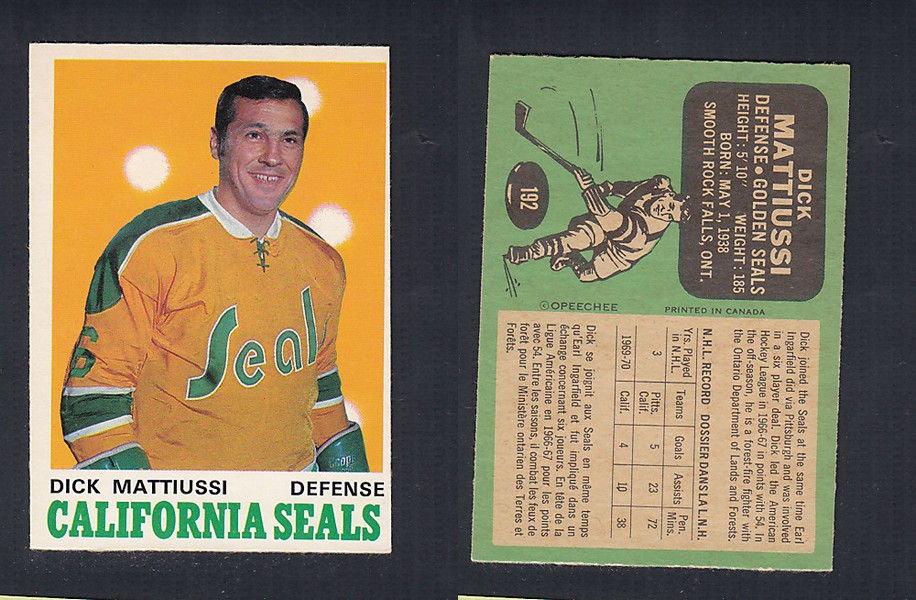 6
Seals
Coop
DICK MATTIUSSI DEFENSE
CALIFORNIA SEALS
192
DICK
MATTIUSSI
DEFENSE • GOLDEN SEALS
HEIGHT: 5'10" WEIGHT: 185
BORN: MAY 1, 1938
SMOOTH ROCK FALLS, ONT.
©OPEECHEE PRINTED IN CANADA
Dick joined the Seals at the same time Earl
Ingarfield did via Pittsburgh and was involved
in a six player deal. Dick led the American
Hockey League in 1966-67 in points with 54. In
the off-season, he is a forest-fire fighter with
the Ontario Department of Lands and Forests.
N.H.L. RECORD DOSSIER DANS LA L.N.H.
Yrs. Played in N.H.L. Teams Goals Assists Pen. Mins.
3 Pitts. Calif. 5 23 72
1969-70 Calif. 4 10 38
Dick se joignit aux Seals en même temps
qu'Earl Ingarfield et fut impliqué dans un
échange concernant six joueurs. En tête de la
Ligue Américaine en 1966-67 pour les points
avec 54. Entre les saisons, il combat les feux de
forêt pour le Ministère ontarien des Terres et
Forêts.